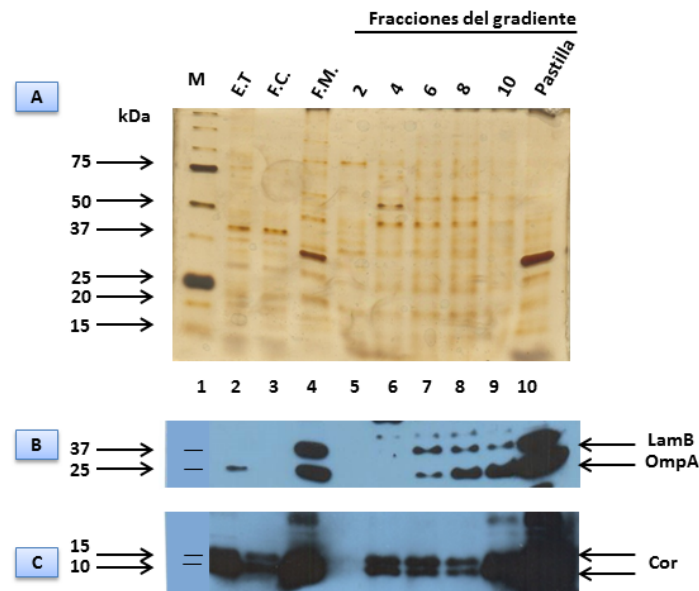 Fracciones del gradiente
M E.T F.C. F.M. 2 4 6 8 10 Pastilla
A
kDa
75
50
37
25
20
15
1 2 3 4 5 6 7 8 9 10
B
37
25
LamB
OmpA
C
15
10
Cor